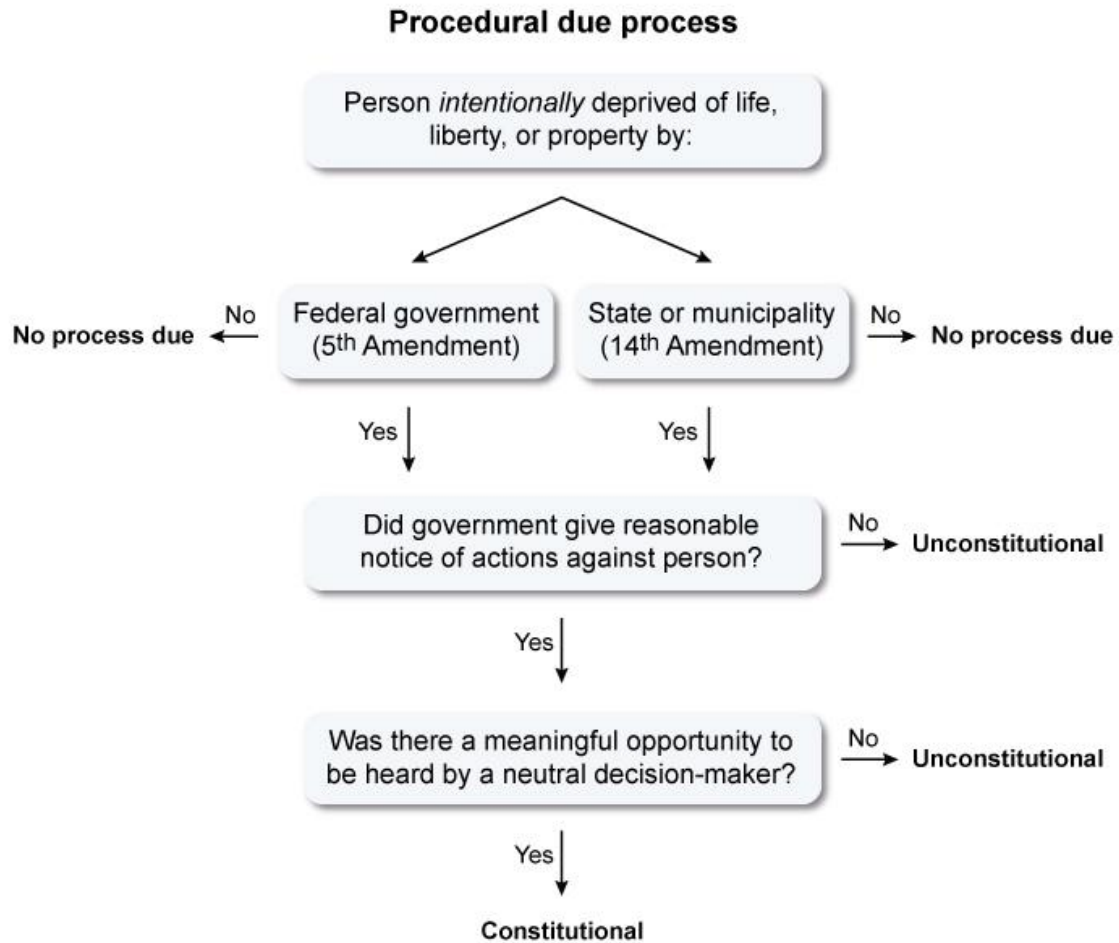 Procedural due process
Person intentionally deprived of life,
liberty, or property by:
Federal government
(5th Amendment)
State or municipality
(14th Amendment)
No
No process due
No
No process due
Yes
Yes
Did government give reasonable
notice of actions against person?
No
Unconstitutional
Yes
Was there a meaningful opportunity to
be heard by a neutral decision-maker?
No
Unconstitutional
Yes
Constitutional